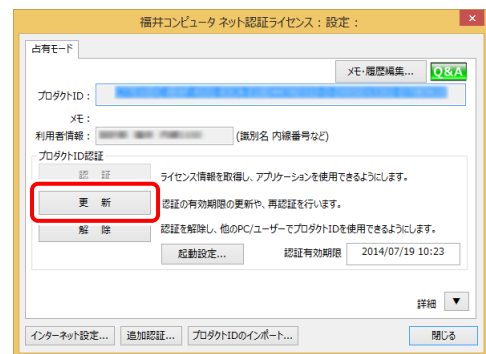 福井コンピュータ ネット認証ライセンス：設定：
占有モード
メモ・履歴編集... Q&A
プロダクトID：
メモ：
利用者情報： (識別名 内線番号など)
プロダクトID認証
認 証 ライセンス情報を取得し、アプリケーションを使用できるようにします。
更 新 認証の有効期限の更新や、再認証を行います。
解 除 認証を解除し、他のPC/ユーザーでプロダクトIDを使用できるようにします。
起動設定... 認証有効期限 2014/07/19 10:23
詳細 ▼
インターネット設定... 追加認証... プロダクトIDのインポート... 閉じる